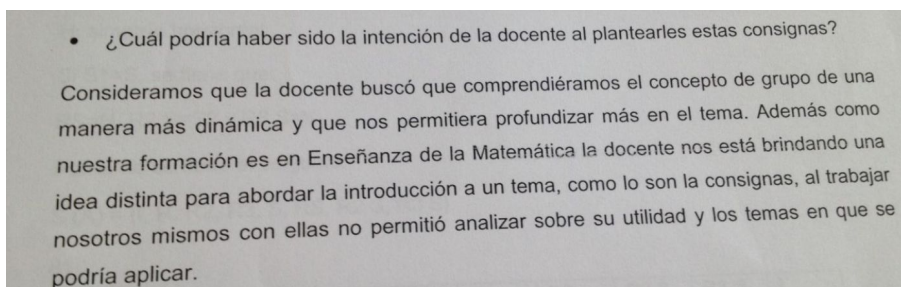 • ¿Cuál podría haber sido la intención de la docente al plantearles estas consignas?
Consideramos que la docente buscó que comprendiéramos el concepto de grupo de una
manera más dinámica y que nos permitiera profundizar más en el tema. Además como
nuestra formación es en Enseñanza de la Matemática la docente nos está brindando una
idea distinta para abordar la introducción a un tema, como lo son la consignas, al trabajar
nosotros mismos con ellas no permitió analizar sobre su utilidad y los temas en que se
podría aplicar.